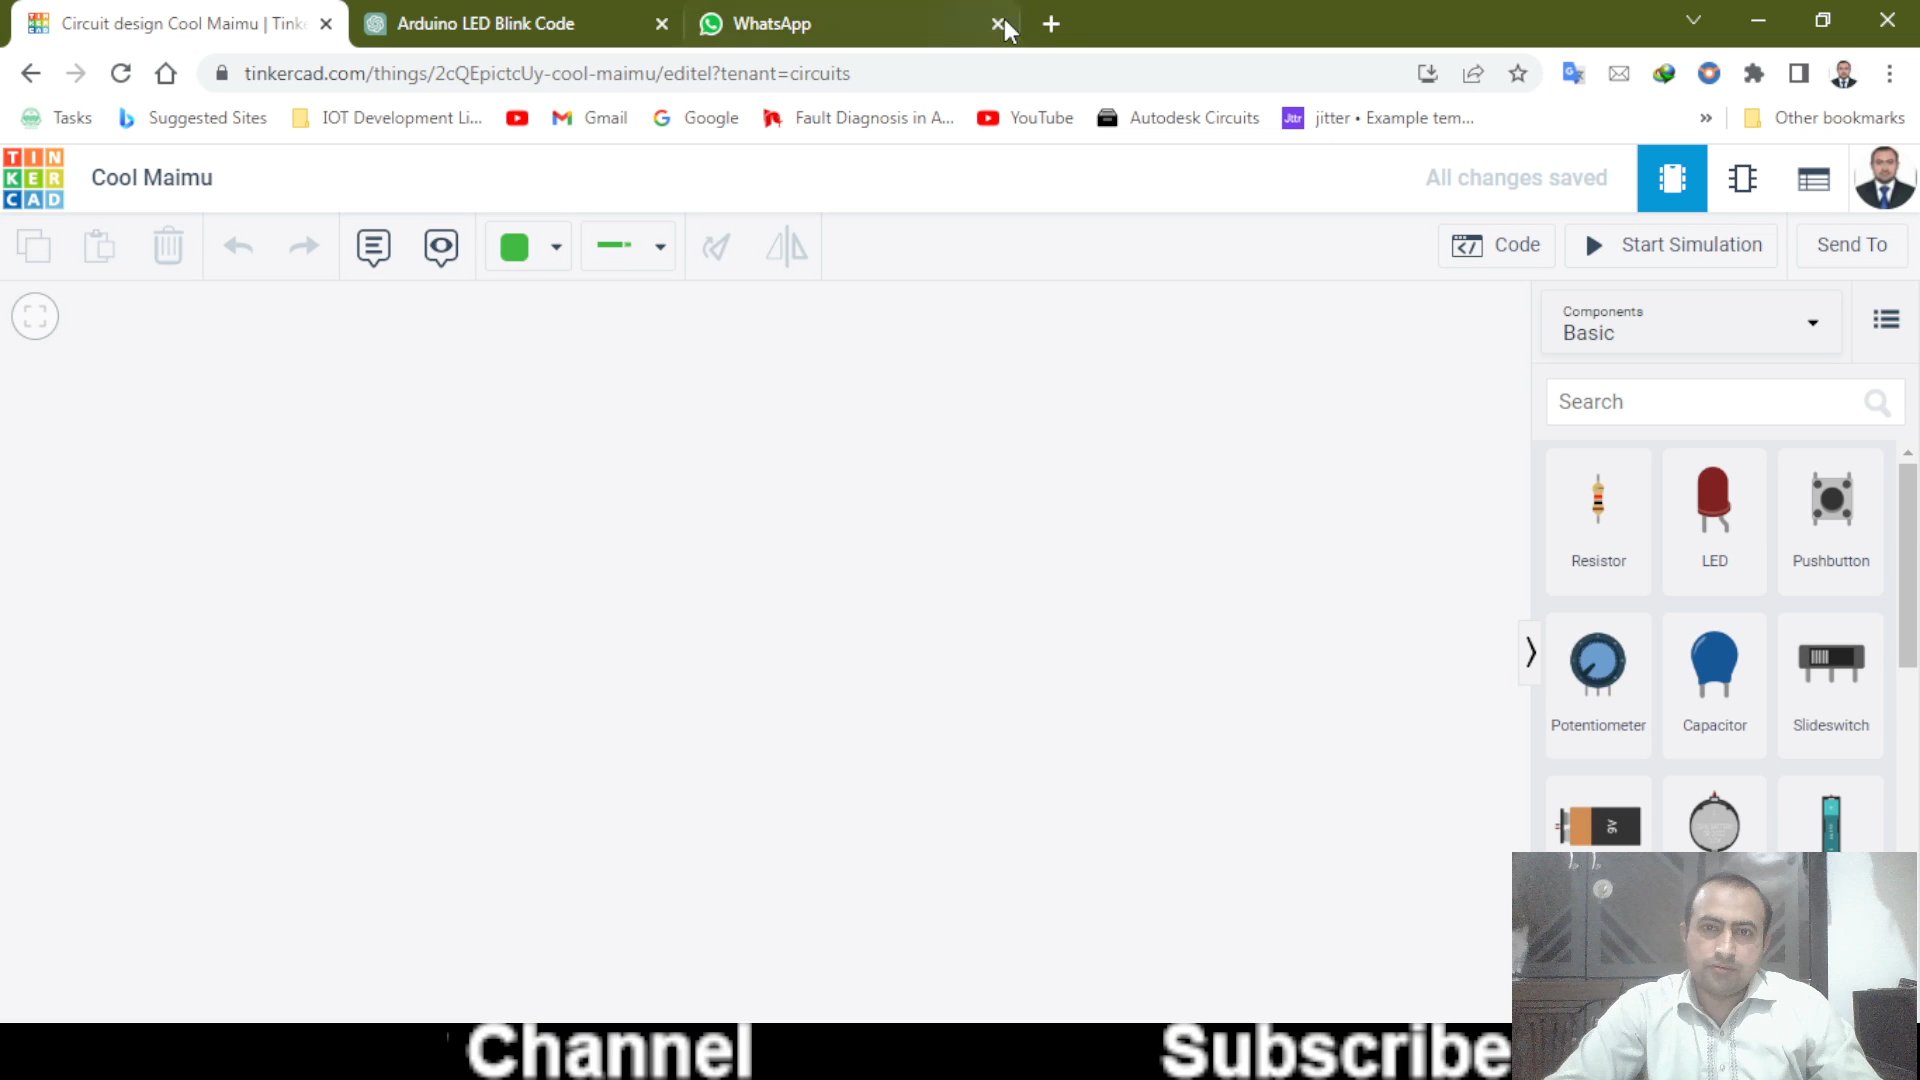 Circuit design Cool Maimu | Tinke
Arduino LED Blink Code
WhatsApp
tinkercad.com/things/2cQEpictcUy-cool-maimu/editel?tenant=circuits
Tasks
Suggested Sites
IOT Development Li...
Gmail
Google
Fault Diagnosis in A...
YouTube
Autodesk Circuits
Jttr
jitter • Example tem...
»
Other bookmarks
TIN
KER
CAD
Cool Maimu
All changes saved
Code
Start Simulation
Send To
Components
Basic
Search
Resistor
LED
Pushbutton
Potentiometer
Capacitor
Slideswitch
9V
Channel
Subscribe